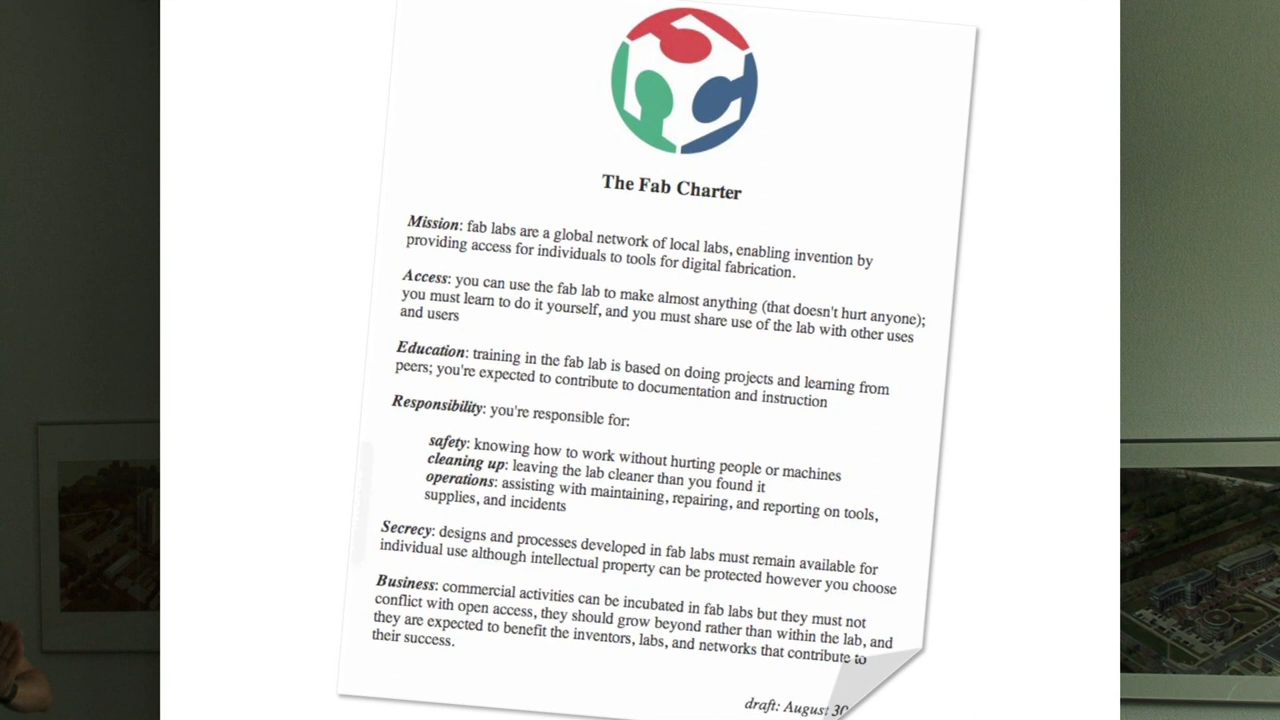 The Fab Charter
Mission: fab labs are a global network of local labs, enabling invention by
providing access for individuals to tools for digital fabrication.
Access: you can use the fab lab to make almost anything (that doesn't hurt anyone);
you must learn to do it yourself, and you must share use of the lab with other uses
and users
Education: training in the fab lab is based on doing projects and learning from
peers; you're expected to contribute to documentation and instruction
Responsibility: you're responsible for:
safety: knowing how to work without hurting people or machines
cleaning up: leaving the lab cleaner than you found it
operations: assisting with maintaining, repairing, and reporting on tools,
supplies, and incidents
Secrecy: designs and processes developed in fab labs must remain available for
individual use although intellectual property can be protected however you choose
Business: commercial activities can be incubated in fab labs but they must not
conflict with open access, they should grow beyond rather than within the lab, and
they are expected to benefit the inventors, labs, and networks that contribute to
their success.
draft: August 30